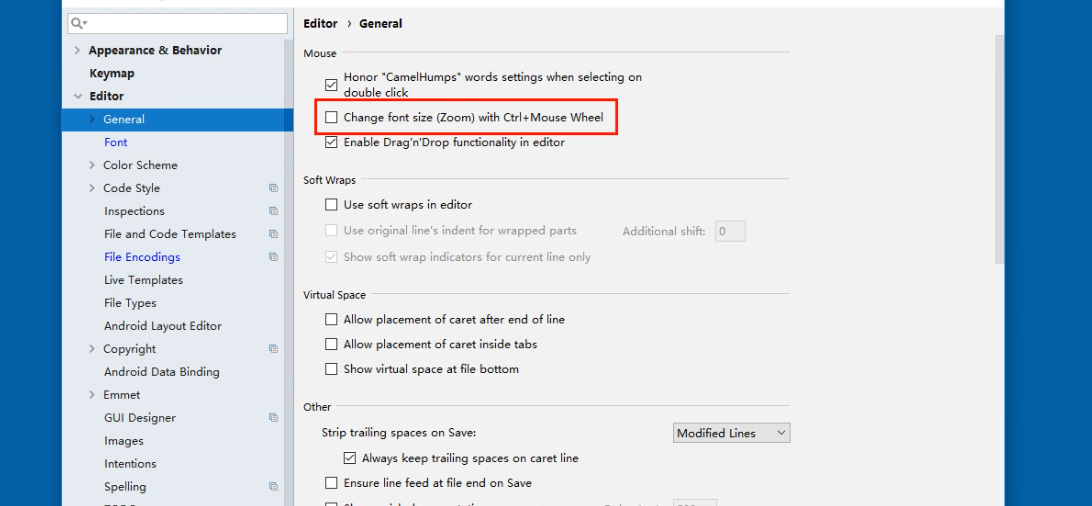 Editor › General
Appearance & Behavior
Keymap
Editor
General
Font
Color Scheme
Code Style
Inspections
File and Code Templates
File Encodings
Live Templates
File Types
Android Layout Editor
Copyright
Android Data Binding
Emmet
GUI Designer
Images
Intentions
Spelling
Mouse
Honor "CamelHumps" words settings when selecting on
double click
Change font size (Zoom) with Ctrl+Mouse Wheel
Enable Drag'n'Drop functionality in editor
Soft Wraps
Use soft wraps in editor
Use original line's indent for wrapped parts Additional shift: 0
Show soft wrap indicators for current line only
Virtual Space
Allow placement of caret after end of line
Allow placement of caret inside tabs
Show virtual space at file bottom
Other
Strip trailing spaces on Save: Modified Lines
Always keep trailing spaces on caret line
Ensure line feed at file end on Save